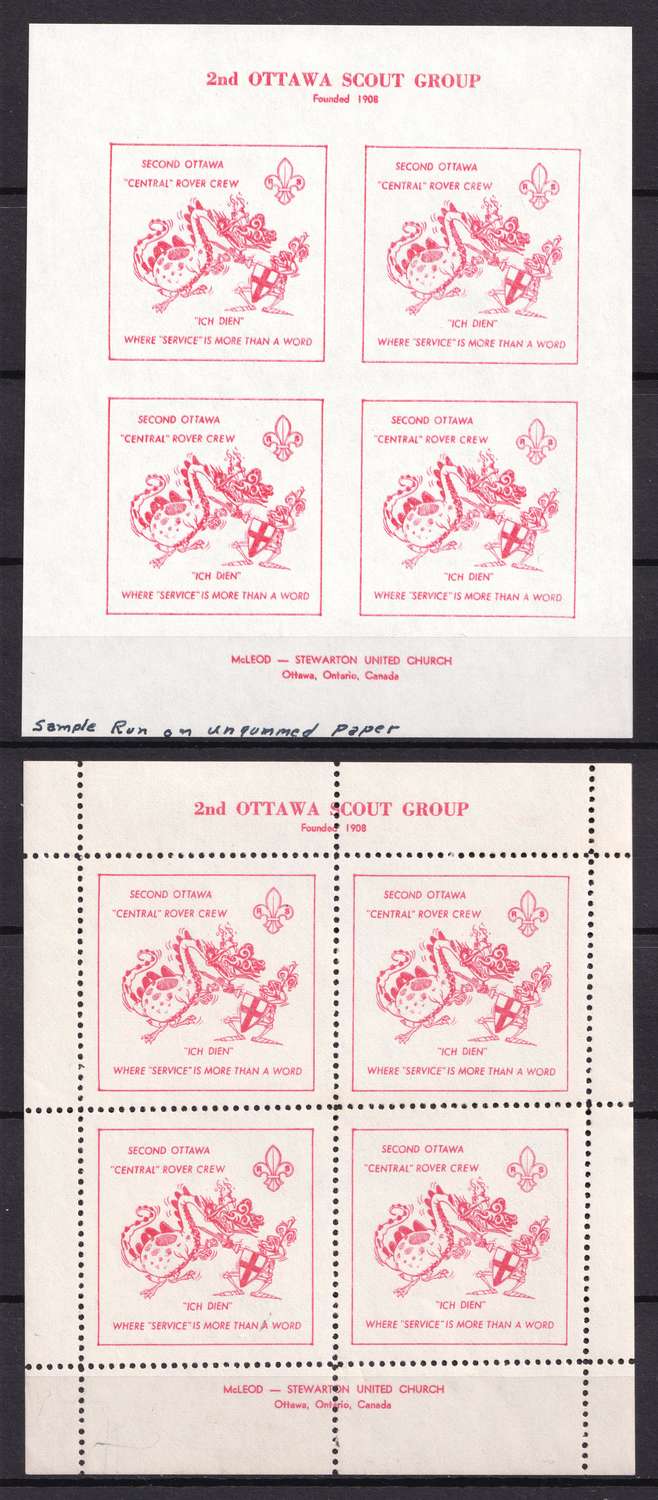 2nd OTTAWA SCOUT GROUP
Founded 1908
SECOND OTTAWA
"CENTRAL" ROVER CREW
R S
"ICH DIEN"
WHERE "SERVICE" IS MORE THAN A WORD
SECOND OTTAWA
"CENTRAL" ROVER CREW
R S
"ICH DIEN"
WHERE "SERVICE" IS MORE THAN A WORD
SECOND OTTAWA
"CENTRAL" ROVER CREW
R S
"ICH DIEN"
WHERE "SERVICE" IS MORE THAN A WORD
SECOND OTTAWA
"CENTRAL" ROVER CREW
R S
"ICH DIEN"
WHERE "SERVICE" IS MORE THAN A WORD
McLEOD — STEWARTON UNITED CHURCH
Ottawa, Ontario, Canada
Sample Run on ungummed paper
2nd OTTAWA SCOUT GROUP
Founded 1908
SECOND OTTAWA
"CENTRAL" ROVER CREW
R S
"ICH DIEN"
WHERE "SERVICE" IS MORE THAN A WORD
SECOND OTTAWA
"CENTRAL" ROVER CREW
R S
"ICH DIEN"
WHERE "SERVICE" IS MORE THAN A WORD
SECOND OTTAWA
"CENTRAL" ROVER CREW
R S
"ICH DIEN"
WHERE "SERVICE" IS MORE THAN A WORD
SECOND OTTAWA
"CENTRAL" ROVER CREW
R S
"ICH DIEN"
WHERE "SERVICE" IS MORE THAN A WORD
McLEOD — STEWARTON UNITED CHURCH
Ottawa, Ontario, Canada